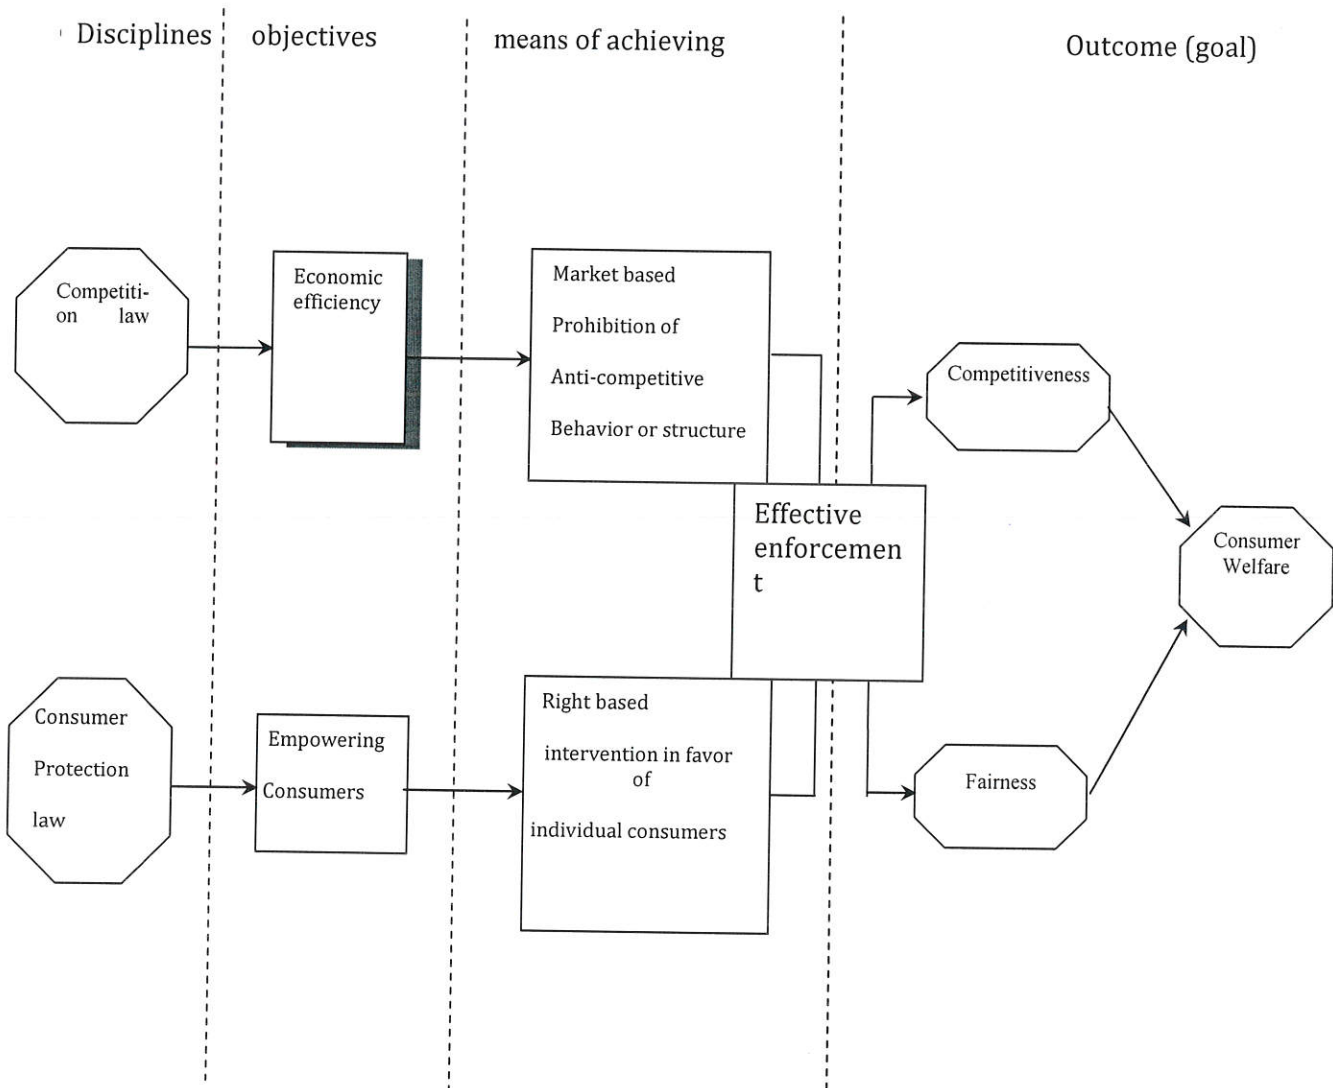 Disciplines
objectives
means of achieving
Outcome (goal)
Competiti-
on law
Economic
efficiency
Market based
Prohibition of
Anti-competitive
Behavior or structure
Competitiveness
Effective
enforcemen
t
Consumer
Welfare
Consumer
Protection
law
Empowering
Consumers
Right based
intervention in favor
of
individual consumers
Fairness